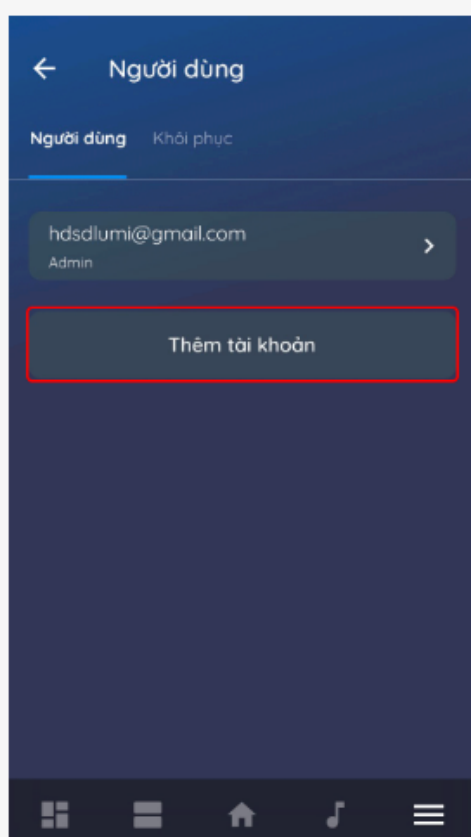 Người dùng
Người dùng Khôi phục
hdsdlumi@gmail.com
Admin
Thêm tài khoản